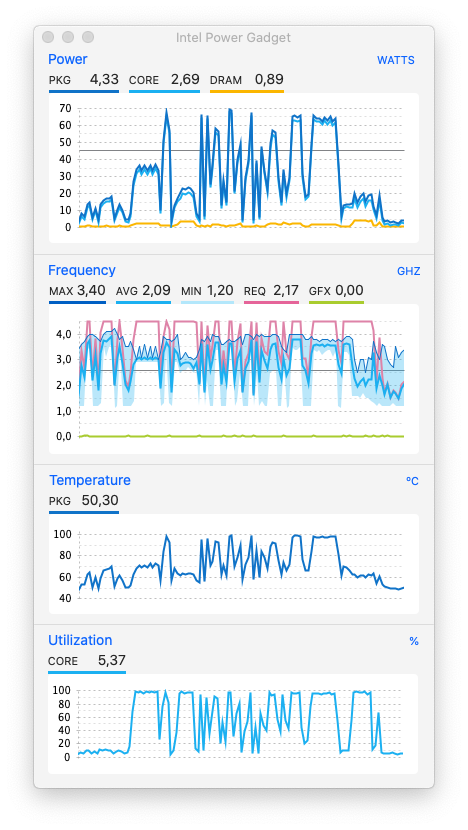 Intel Power Gadget
Power WATTS
PKG 4,33 CORE 2,69 DRAM 0,89
70
60
50
40
30
20
10
0
Frequency GHZ
MAX 3,40 AVG 2,09 MIN 1,20 REQ 2,17 GFX 0,00
4,0
3,0
2,0
1,0
0,0
Temperature ºC
PKG 50,30
100
80
60
40
Utilization %
CORE 5,37
100
80
60
40
20
0